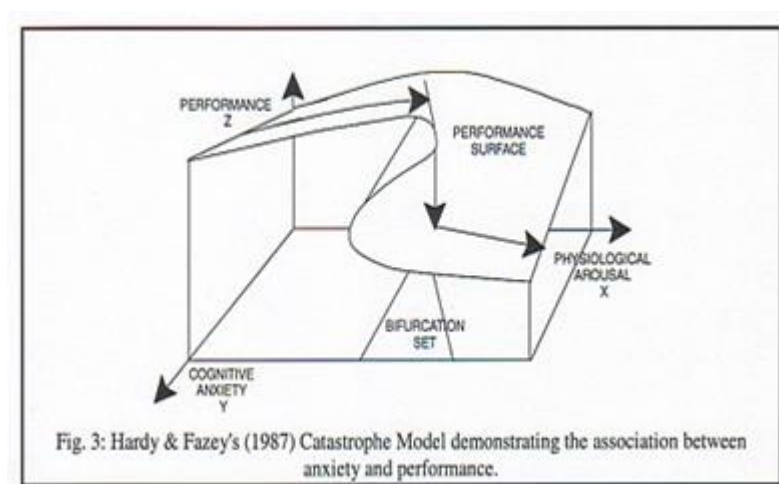 PERFORMANCE
Z
PERFORMANCE
SURFACE
PHYSIOLOGICAL
AROUSAL
X
BIFURCATION
SET
COGNITIVE
ANXIETY
Y
Fig. 3: Hardy & Fazey's (1987) Catastrophe Model demonstrating the association between
anxiety and performance.